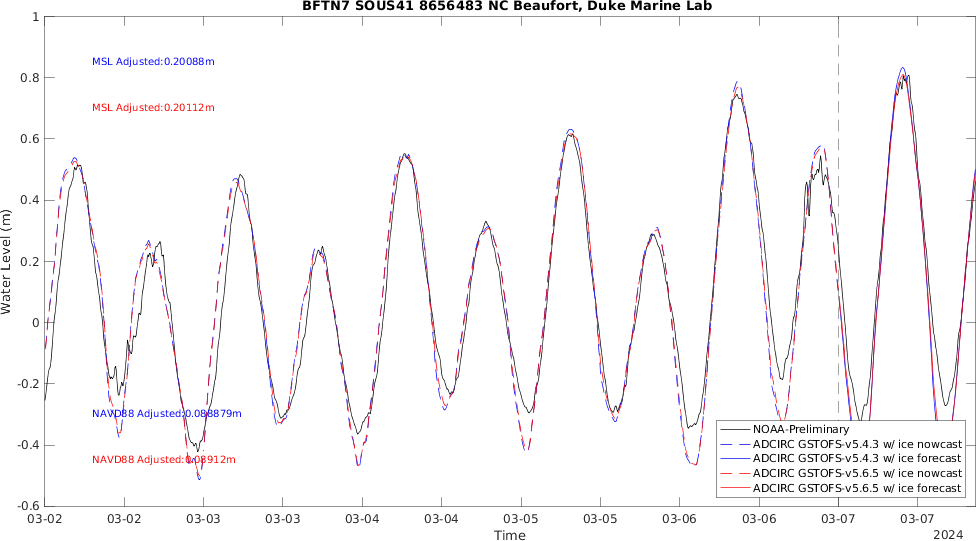 BFTN7 SOUS41 8656483 NC Beaufort, Duke Marine Lab
1
0.8
0.6
0.4
0.2
0
-0.2
-0.4
-0.6
Water Level (m)
MSL Adjusted:0.20088m
MSL Adjusted:0.20112m
NAVD88 Adjusted:0.088879m
NAVD88 Adjusted:0.08912m
NOAA-Preliminary
ADCIRC GSTOFS-v5.4.3 w/ ice nowcast
ADCIRC GSTOFS-v5.4.3 w/ ice forecast
ADCIRC GSTOFS-v5.6.5 w/ ice nowcast
ADCIRC GSTOFS-v5.6.5 w/ ice forecast
03-02 03-02 03-03 03-03 03-04 03-04 03-05 03-05 03-06 03-06 03-07 03-07
Time
2024